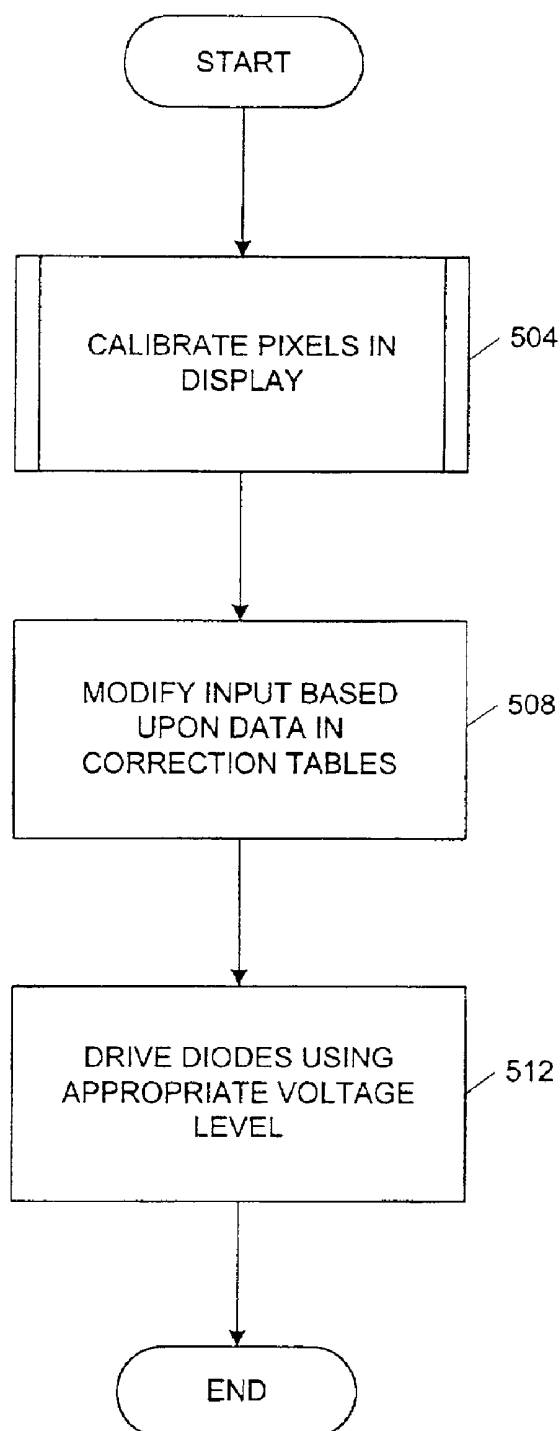 START
CALIBRATE PIXELS IN
DISPLAY
504
MODIFY INPUT BASED
UPON DATA IN
CORRECTION TABLES
508
DRIVE DIODES USING
APPROPRIATE VOLTAGE
LEVEL
512
END